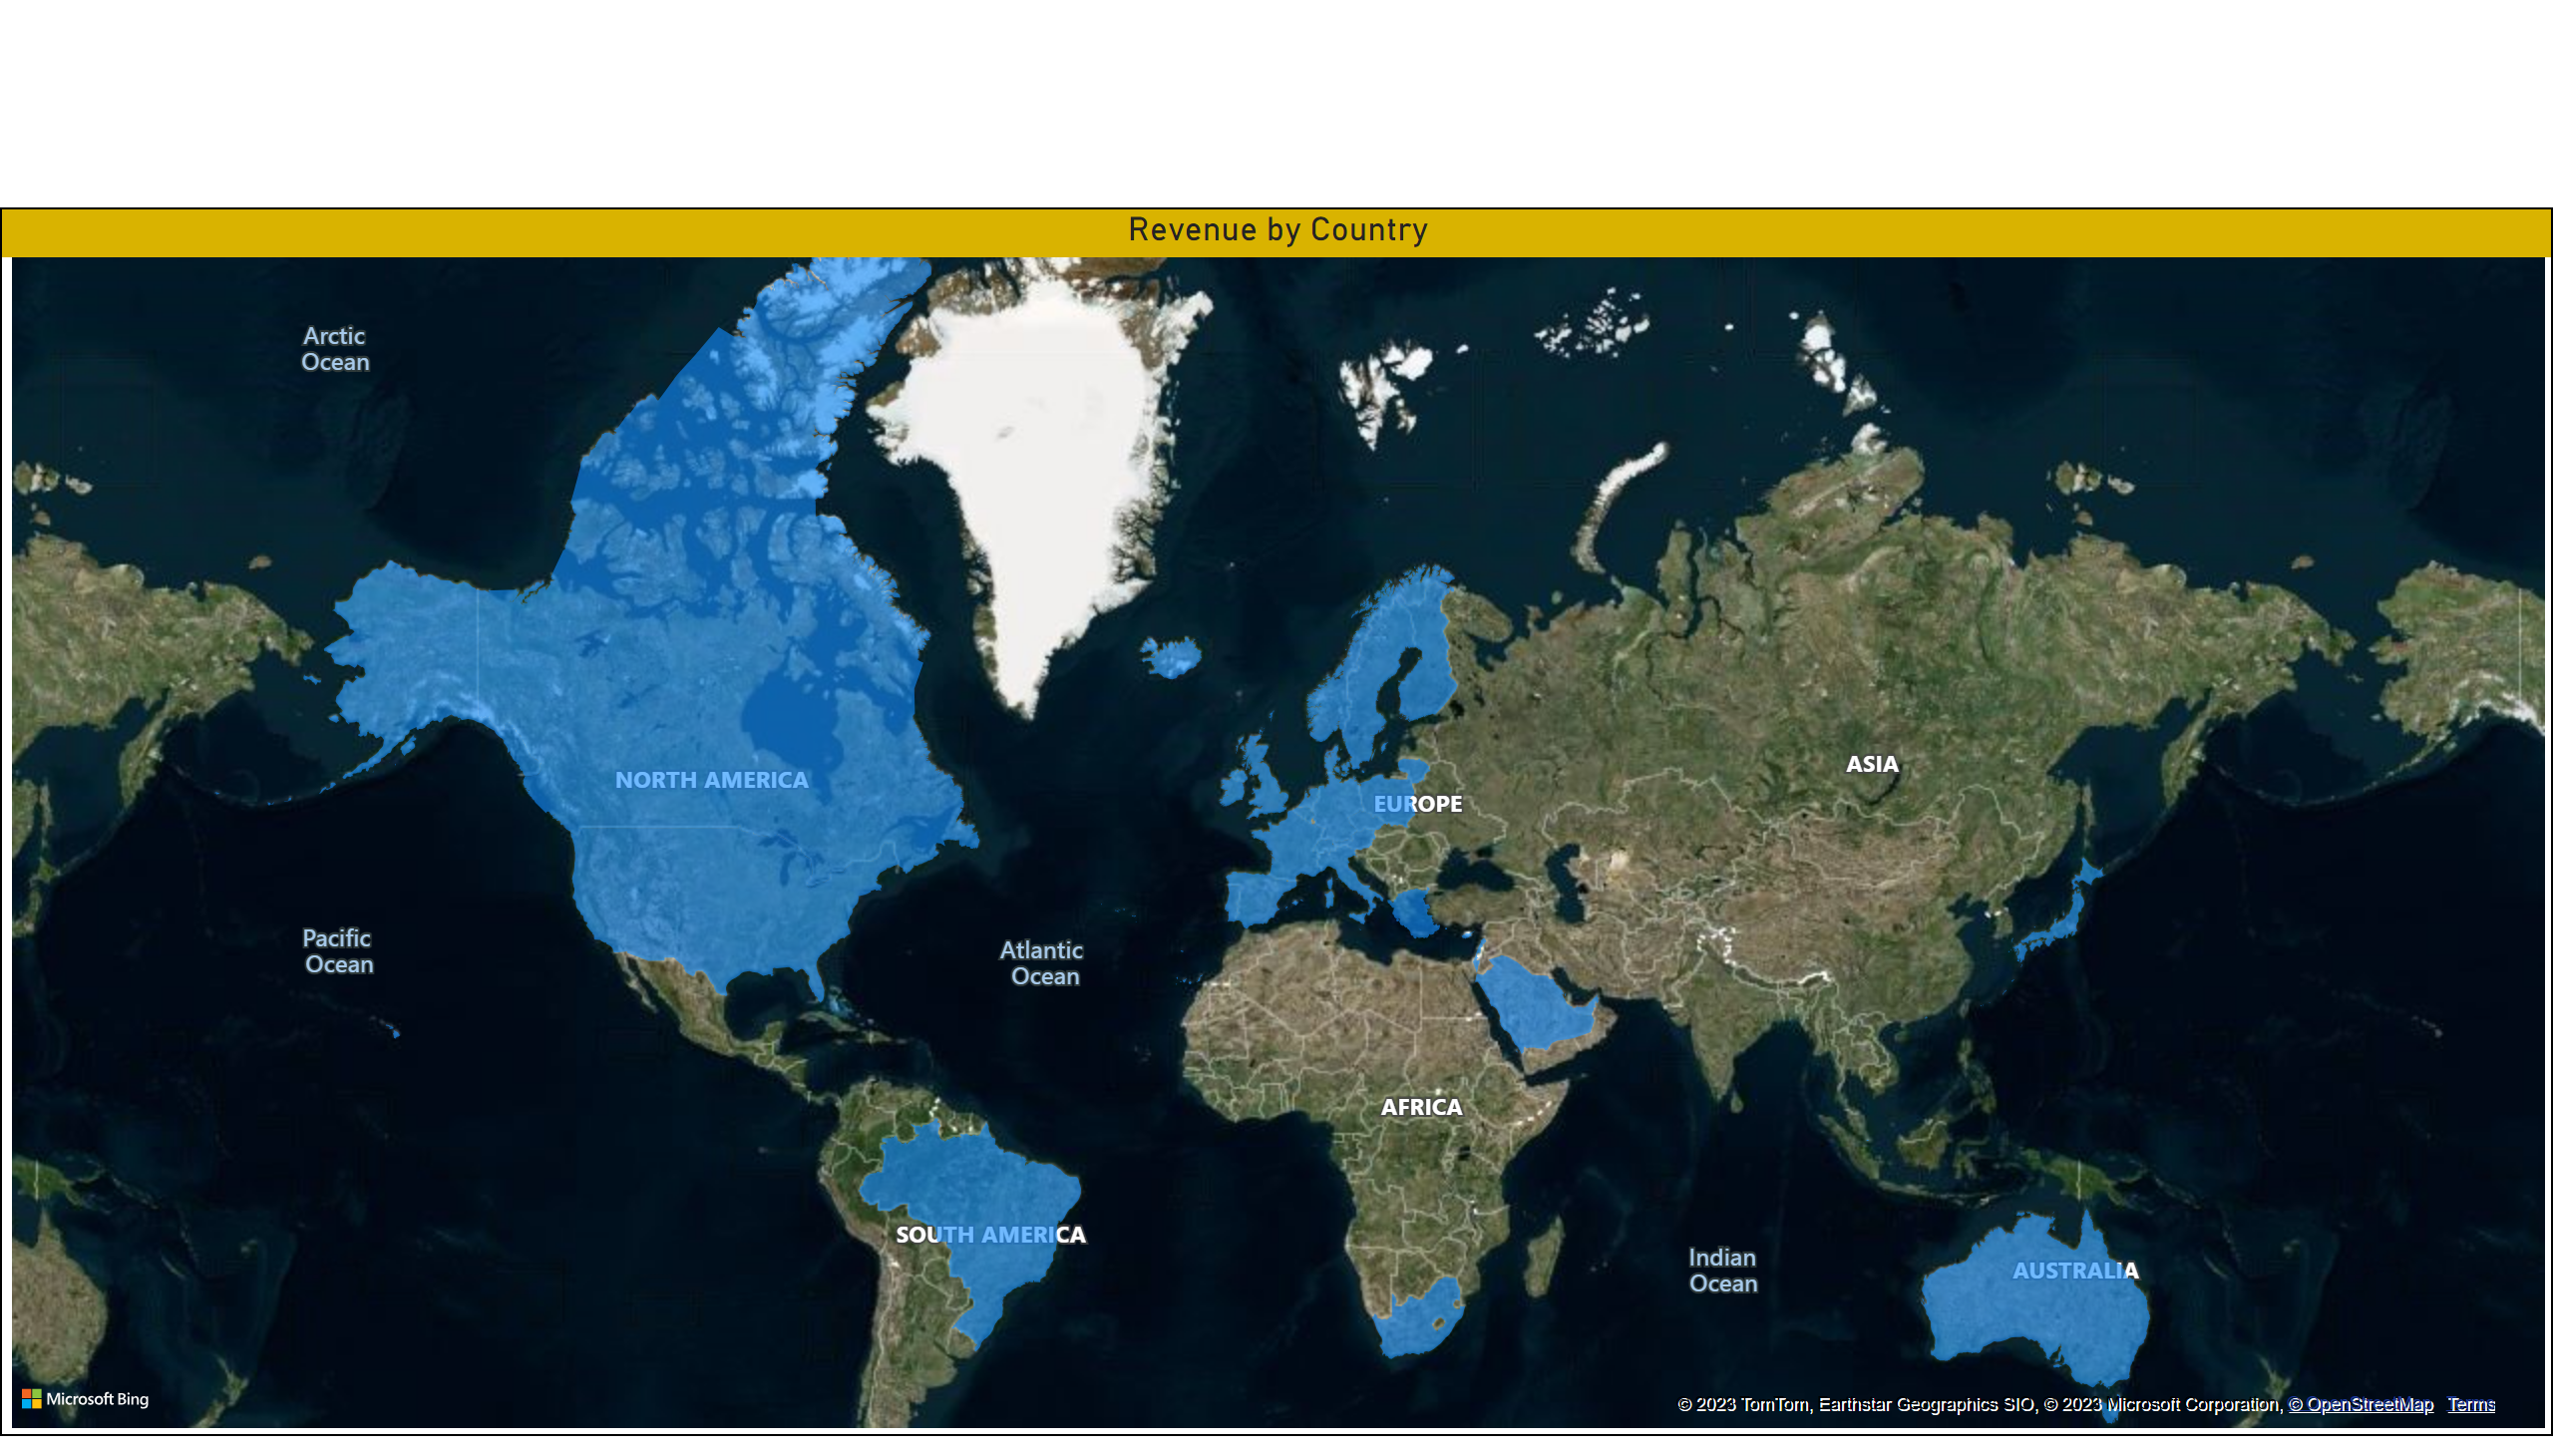 Revenue by Country
Arctic
Ocean
NORTH AMERICA
ASIA
EUROPE
Pacific
Ocean
Atlantic
Ocean
AFRICA
SOUTH AMERICA
Indian
Ocean
AUSTRALIA
Microsoft Bing
© 2023 TomTom, Earthstar Geographics SIO, © 2023 Microsoft Corporation, © OpenStreetMap Terms